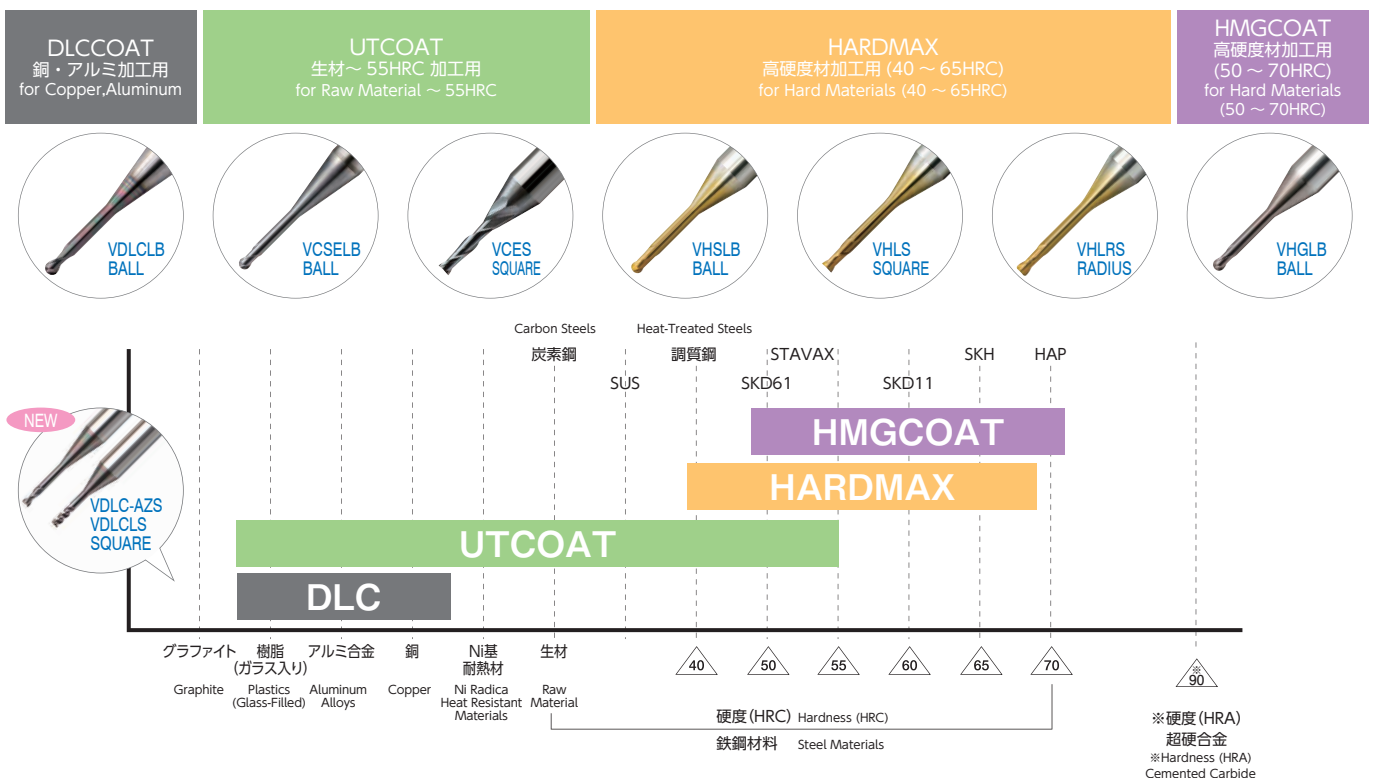 DLCCOAT
銅・アルミ加工用
for Copper,Aluminum
UTCOAT
生材～ 55HRC 加工用
for Raw Material ～ 55HRC
HARDMAX
高硬度材加工用 (40 ～ 65HRC)
for Hard Materials (40 ～ 65HRC)
HMGCOAT
高硬度材加工用
(50 ～ 70HRC)
for Hard Materials
(50 ～ 70HRC)
VDLCLB
BALL
VCSELB
BALL
VCES
SQUARE
VHSLB
BALL
VHLS
SQUARE
VHLRS
RADIUS
VHGLB
BALL
Carbon Steels
炭素鋼
SUS
Heat-Treated Steels
調質鋼
STAVAX
SKD61
SKD11
SKH
HAP
NEW
VDLC-AZS
VDLCLS
SQUARE
HMGCOAT
HARDMAX
UTCOAT
DLC
グラファイト
Graphite
樹脂
(ガラス入り)
Plastics
(Glass-Filled)
アルミ合金
Aluminum
Alloys
銅
Copper
Ni基
耐熱材
Ni Radica
Heat Resistant
Materials
生材
Raw
Material
40
50
55
60
65
70
※
90
硬度(HRC) Hardness (HRC)
鉄鋼材料 Steel Materials
※硬度(HRA)
超硬合金
※Hardness (HRA)
Cemented Carbide